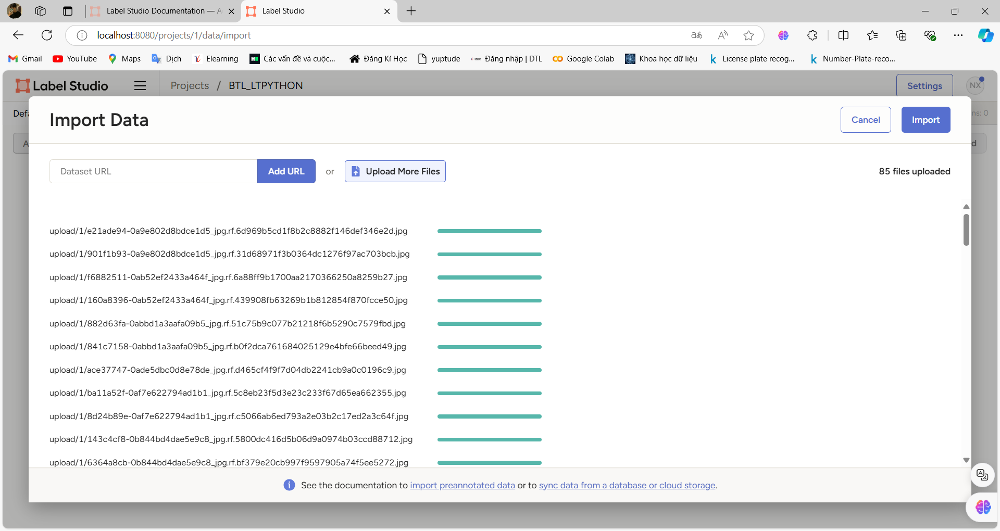 Label Studio Documentation — A
Label Studio
localhost:8080/projects/1/data/import
Gmail
YouTube
Maps
Dịch
Elearning
Các vấn đề và cuộc...
Đăng Kí Học
yuptude
Đăng nhập | DTL
Google Colab
Khoa học dữ liệu
License plate recog...
Number-Plate-reco...
Label Studio
Projects / BTL_LTPYTHON
Settings
NX
Defa
ns: 0
Import Data
Cancel
Import
A
d
Dataset URL
Add URL
or
Upload More Files
85 files uploaded
upload/1/e21ade94-0a9e802d8bdce1d5_jpg.rf.6d969b5cd1f8b2c8882f146def346e2d.jpg
upload/1/901f1b93-0a9e802d8bdce1d5_jpg.rf.31d68971f3b0364dc1276f97ac703bcb.jpg
upload/1/f6882511-0ab52ef2433a464f_jpg.rf.6a88ff9b1700aa2170366250a8259b27.jpg
upload/1/160a8396-0ab52ef2433a464f_jpg.rf.439908fb63269b1b812854f870fcce50.jpg
upload/1/882d63fa-0abbd1a3aafa09b5_jpg.rf.51c75b9c077b21218f6b5290c7579fbd.jpg
upload/1/841c7158-0abbd1a3aafa09b5_jpg.rf.b0f2dca761684025129e4bfe66beed49.jpg
upload/1/ace37747-0ade5dbc0d8e78de_jpg.rf.d465cf4f9f7d04db2241cb9a0c0196c9.jpg
upload/1/ba11a52f-0af7e622794ad1b1_jpg.rf.5c8eb23f5d3e23c233f67d65ea662355.jpg
upload/1/8d24b89e-0af7e622794ad1b1_jpg.rf.c5066ab6ed793a2e03b2c17ed2a3c64f.jpg
upload/1/143c4cf8-0b844bd4dae5e9c8_jpg.rf.5800dc416d5b06d9a0974b03ccd88712.jpg
upload/1/6364a8cb-0b844bd4dae5e9c8_jpg.rf.bf379e20cb997f9597905a74f5ee5272.jpg
See the documentation to import preannotated data or to sync data from a database or cloud storage.